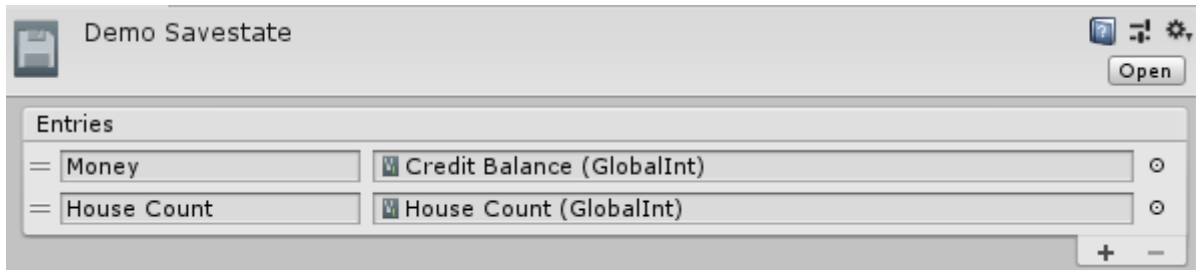 Demo Savestate
Open
Entries
Money Credit Balance (GlobalInt)
House Count House Count (GlobalInt)